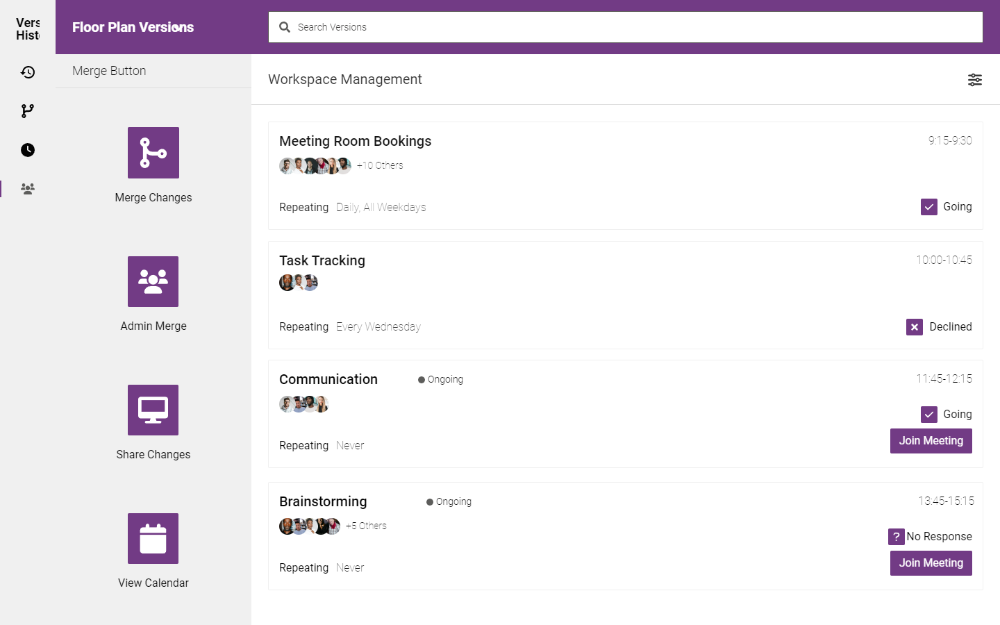 Vers
Hist
Floor Plan Versions
Search Versions
Merge Button
Merge Changes
Admin Merge
Share Changes
View Calendar
Workspace Management
Meeting Room Bookings
9:15-9:30
+10 Others
Repeating Daily, All Weekdays
Going
Task Tracking
10:00-10:45
Repeating Every Wednesday
Declined
Communication
Ongoing
11:45-12:15
Going
Repeating Never
Join Meeting
Brainstorming
Ongoing
13:45-15:15
+5 Others
? No Response
Repeating Never
Join Meeting